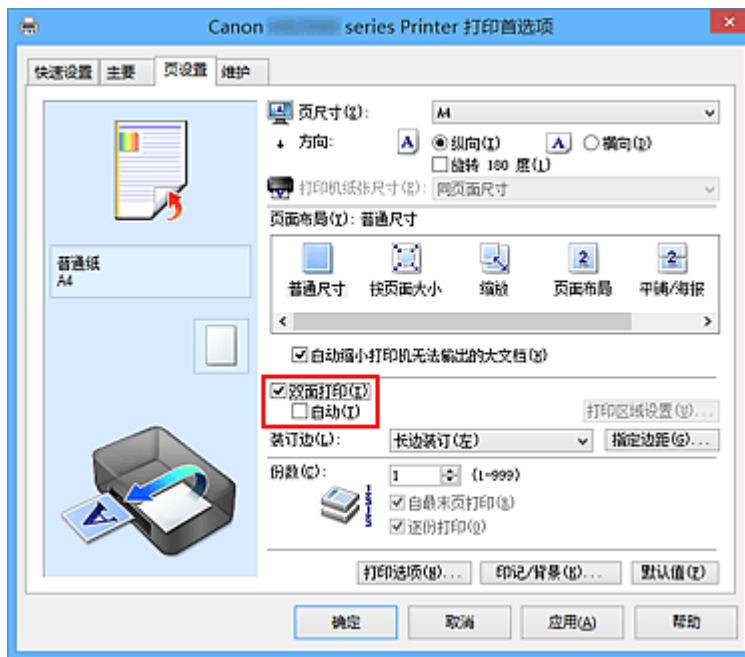 Canon series Printer 打印首选项
快速设置 主要 页设置 维护
页尺寸(Z): A4
方向: A 纵向(I) A 横向(D)
旋转 180 度(1)
打印机纸张尺寸(E): 同页面尺寸
页面布局(Y): 普通尺寸
普通尺寸 按页面大小 缩放 页面布局 平铺/海报
普通纸
A4
自动缩小打印机无法输出的大文档(M)
双面打印(X)
自动(T)
打印区域设置(U)...
装订边(L): 长边装订(左) 指定边距(G)...
份数(C): 1 (1-999)
自最末页打印(S)
逐份打印(O)
打印选项(N)... 印记/背景(K)... 默认值(F)
确定 取消 应用(A) 帮助